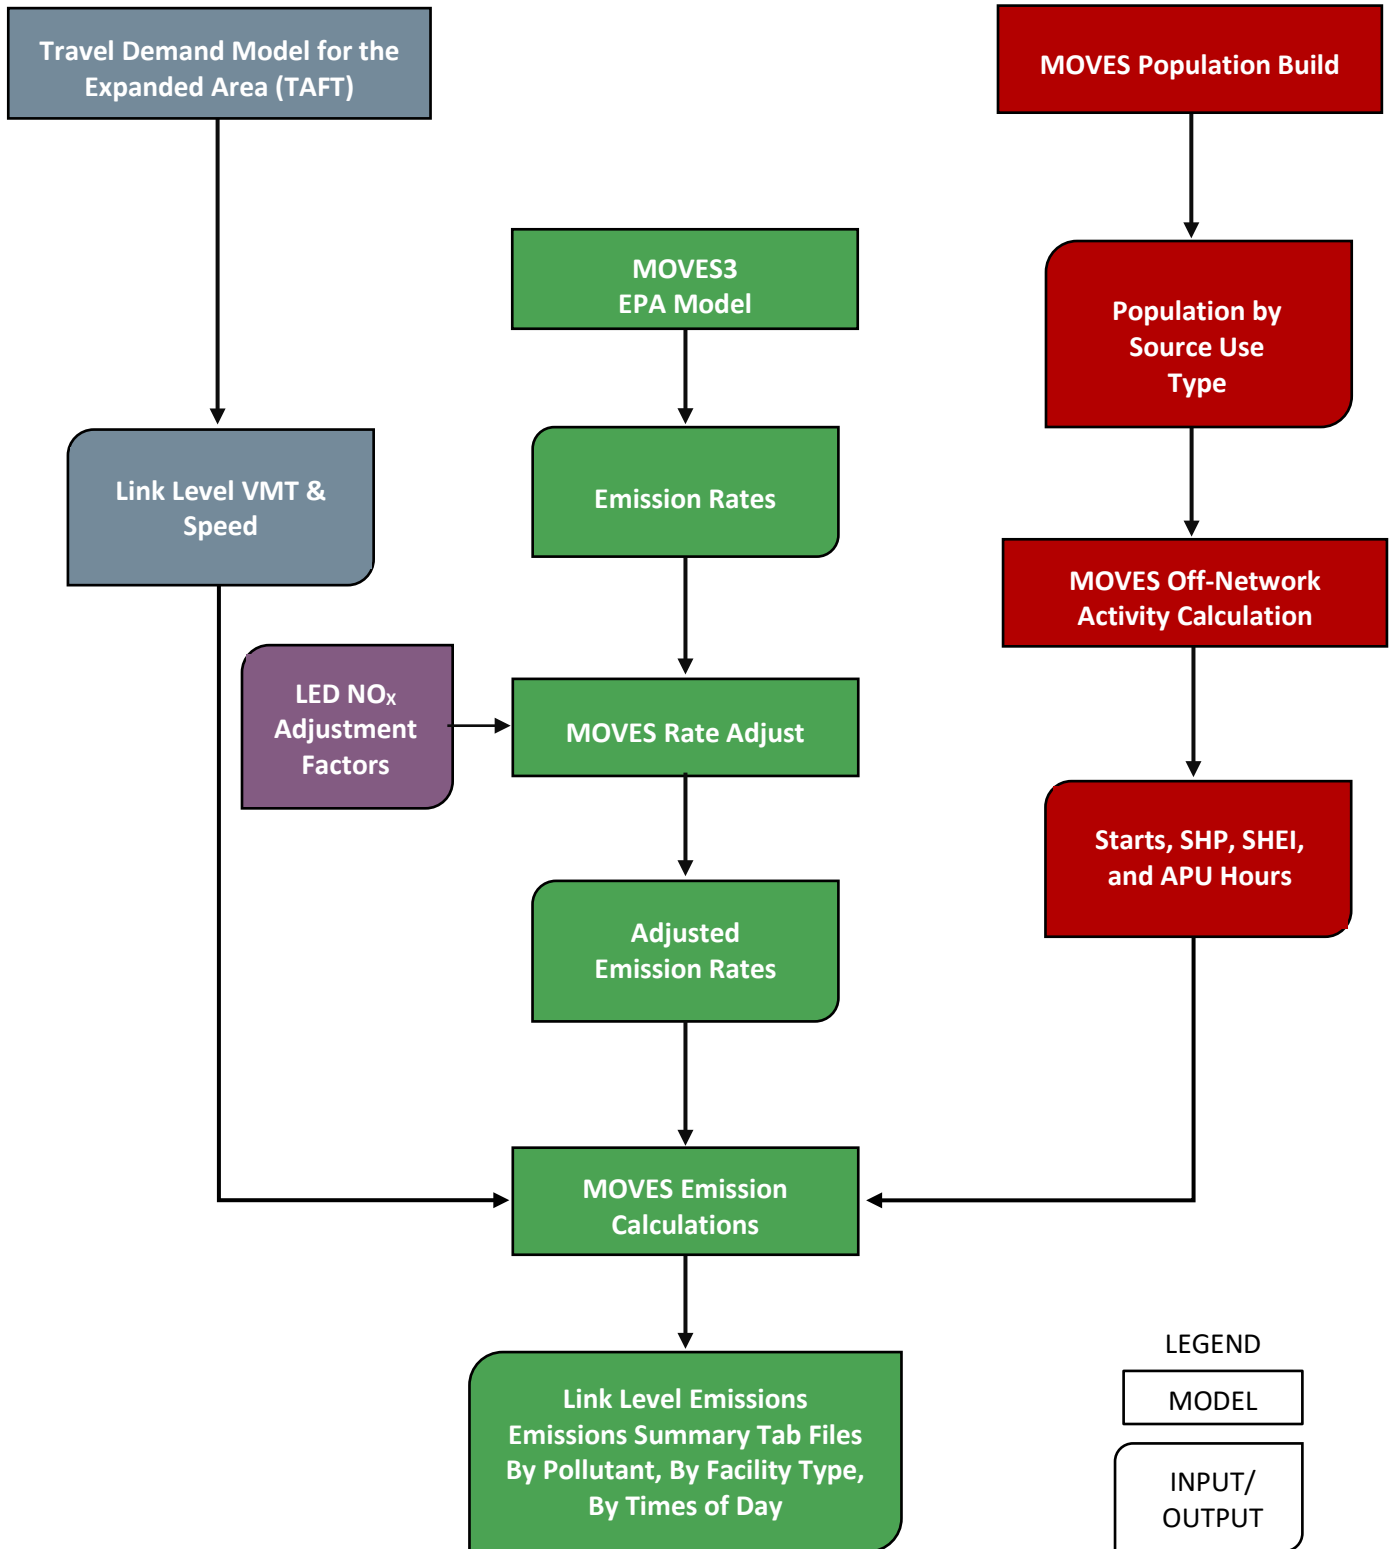 Travel Demand Model for the
Expanded Area (TAFT)
MOVES Population Build
MOVES3
EPA Model
Population by
Source Use
Type
Link Level VMT &
Speed
Emission Rates
MOVES Off-Network
Activity Calculation
LED NOX
Adjustment
Factors
MOVES Rate Adjust
Starts, SHP, SHEI,
and APU Hours
Adjusted
Emission Rates
MOVES Emission
Calculations
Link Level Emissions
Emissions Summary Tab Files
By Pollutant, By Facility Type,
By Times of Day
LEGEND
MODEL
INPUT/
OUTPUT